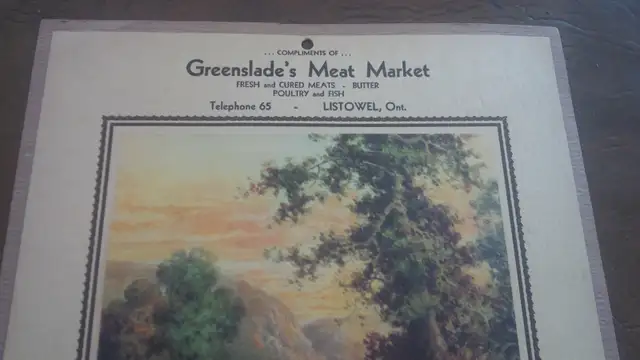 ... COMPLIMENTS OF ...
Greenslade's Meat Market
FRESH and CURED MEATS - BUTTER
POULTRY and FISH
Telephone 65 - LISTOWEL, Ont.